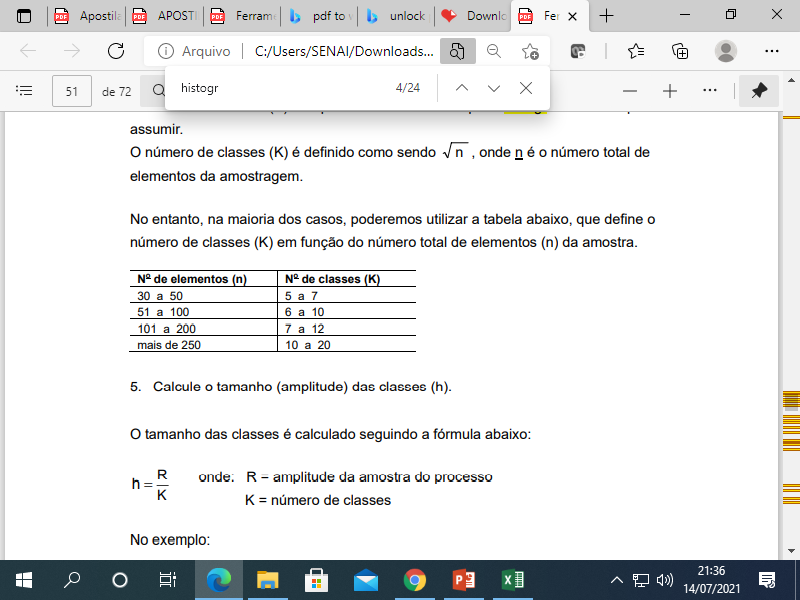 Apostila
APOSTI
Ferrame
pdf to v
unlock
Downlo
Fer
Arquivo
C:/Users/SENAI/Downloads...
51
de 72
histogr
4/24
assumir.
O número de classes (K) é definido como sendo √n , onde n é o número total de
elementos da amostragem.
No entanto, na maioria dos casos, poderemos utilizar a tabela abaixo, que define o
número de classes (K) em função do número total de elementos (n) da amostra.
Nº de elementos (n) Nº de classes (K)
30 a 50 5 a 7
51 a 100 6 a 10
101 a 200 7 a 12
mais de 250 10 a 20
5. Calcule o tamanho (amplitude) das classes (h).
O tamanho das classes é calculado seguindo a fórmula abaixo:
h = R/K onde: R = amplitude da amostra do processo
K = número de classes
No exemplo:
21:36
14/07/2021